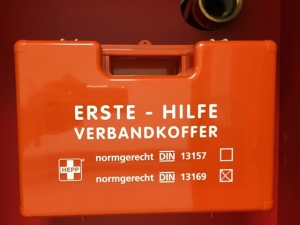 ERSTE - HILFE
VERBANDKOFFER
normgerecht DIN 13157
HEPP
normgerecht DIN 13169